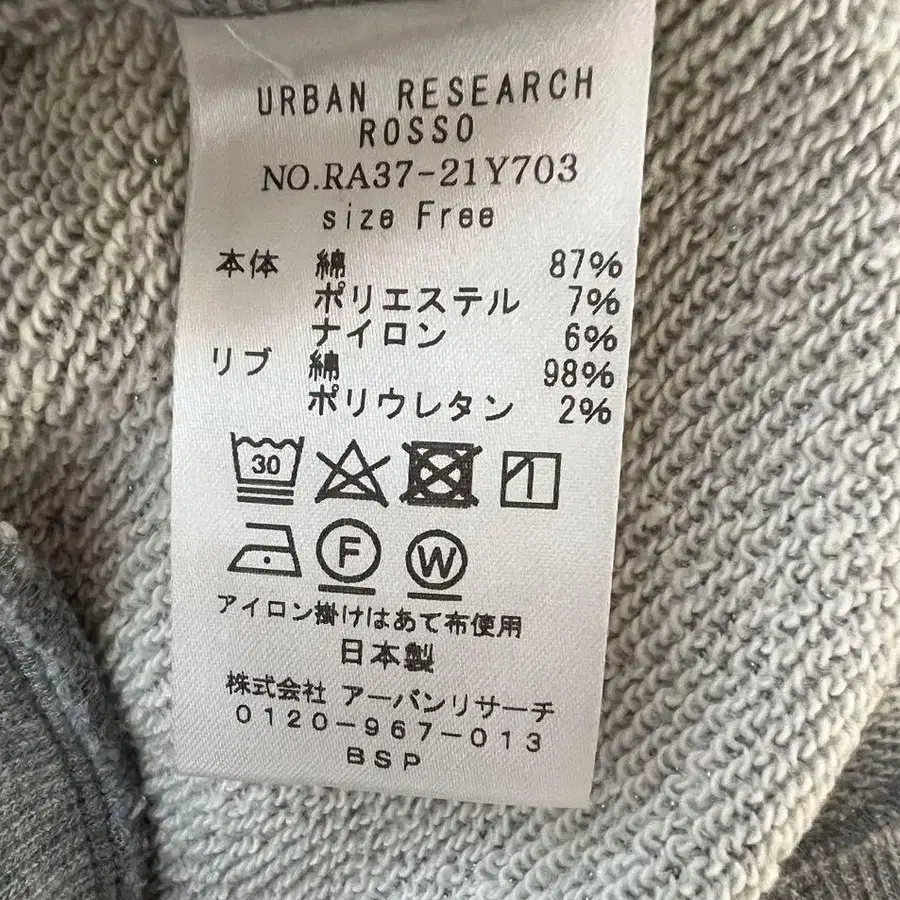 URBAN RESEARCH
ROSSO
NO.RA37-21Y703
size Free
本体 綿 87%
ポリエステル 7%
ナイロン 6%
リブ 綿 98%
ポリウレタン 2%
30
F W
アイロン掛けはあて布使用
日本製
株式会社 アーバンリサーチ
0120-967-013
BSP